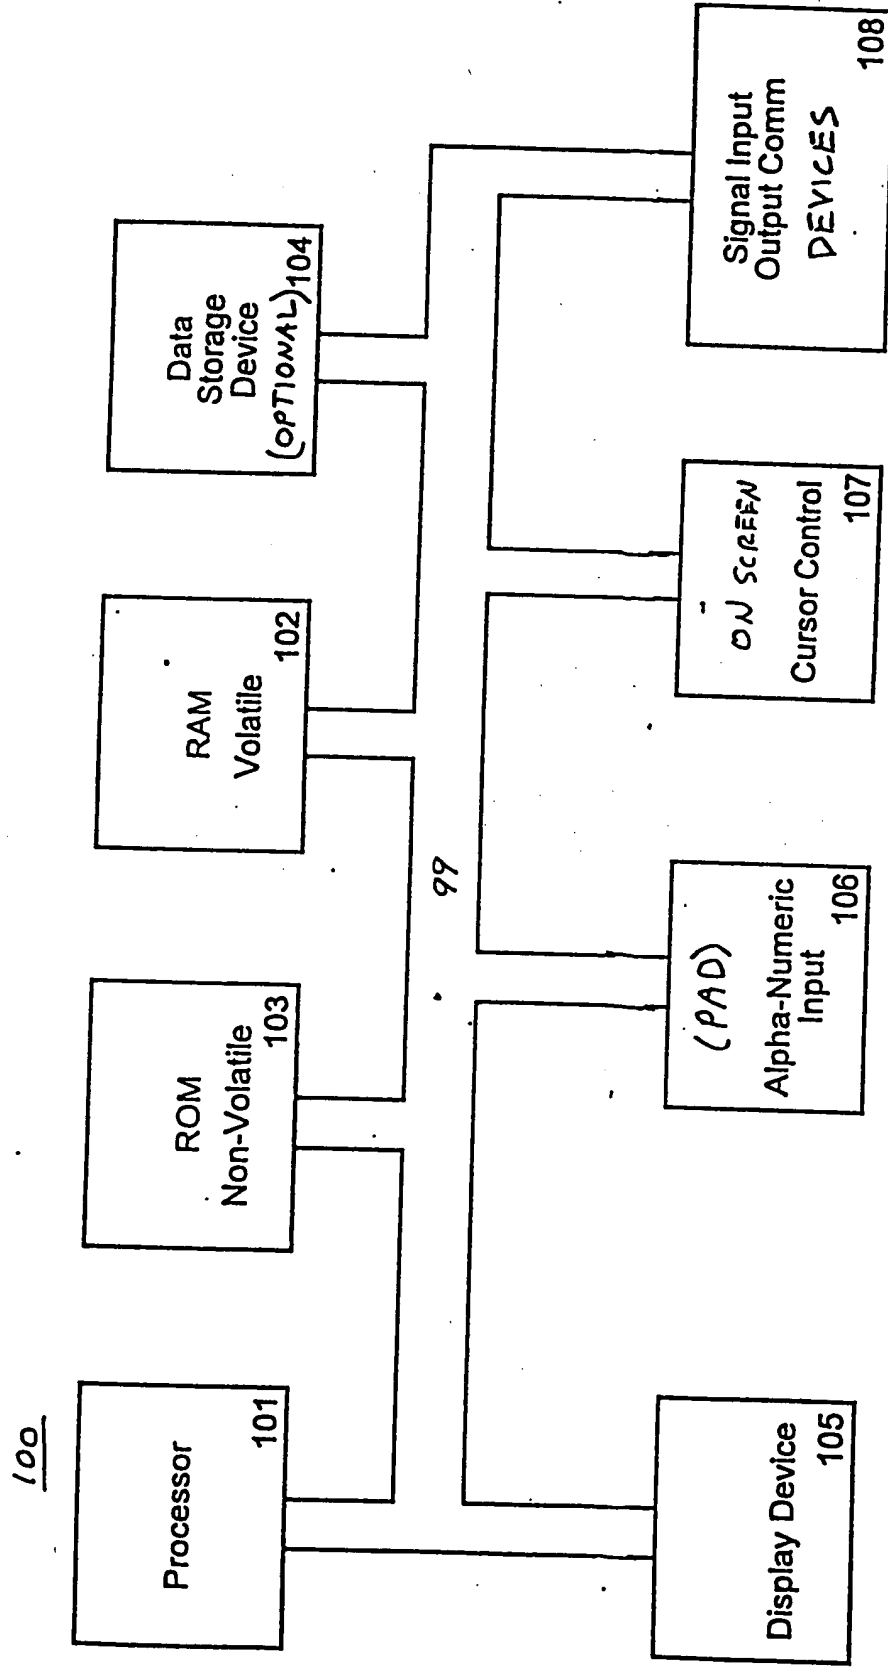 100
Processor
101
ROM
Non-Volatile
103
RAM
Volatile
102
Data
Storage
Device
(OPTIONAL)
104
99
Display Device
105
(PAD)
Alpha-Numeric
Input
106
ON SCREEN
Cursor Control
107
Signal Input
Output Comm
DEVICES
108